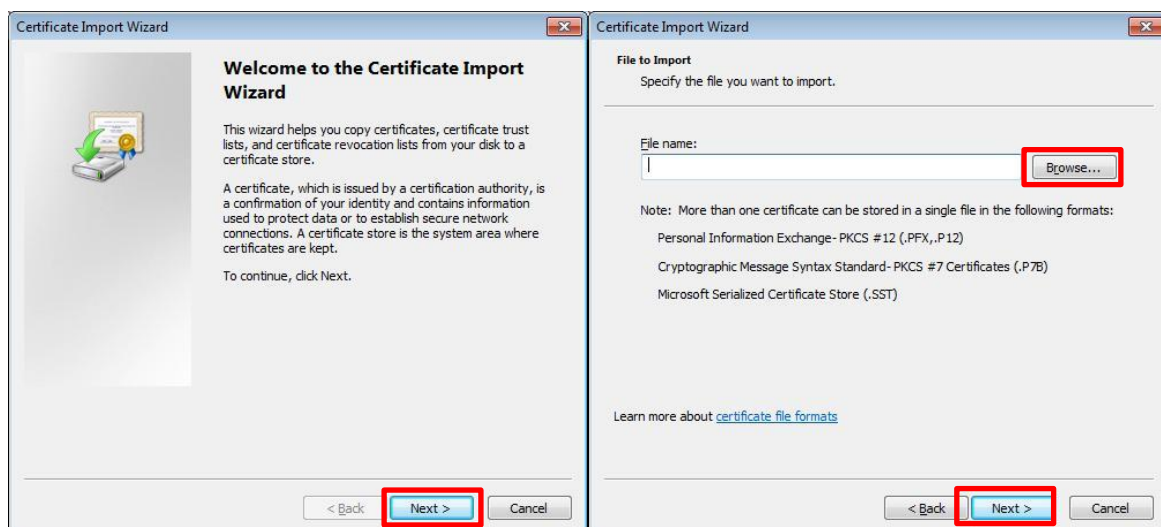 Certificate Import Wizard
Welcome to the Certificate Import
Wizard
This wizard helps you copy certificates, certificate trust
lists, and certificate revocation lists from your disk to a
certificate store.
A certificate, which is issued by a certification authority, is
a confirmation of your identity and contains information
used to protect data or to establish secure network
connections. A certificate store is the system area where
certificates are kept.
To continue, click Next.
< Back
Next >
Cancel
Certificate Import Wizard
File to Import
Specify the file you want to import.
File name:
Browse...
Note: More than one certificate can be stored in a single file in the following formats:
Personal Information Exchange- PKCS #12 (.PFX,.P12)
Cryptographic Message Syntax Standard- PKCS #7 Certificates (.P7B)
Microsoft Serialized Certificate Store (.SST)
Learn more about certificate file formats
< Back
Next >
Cancel